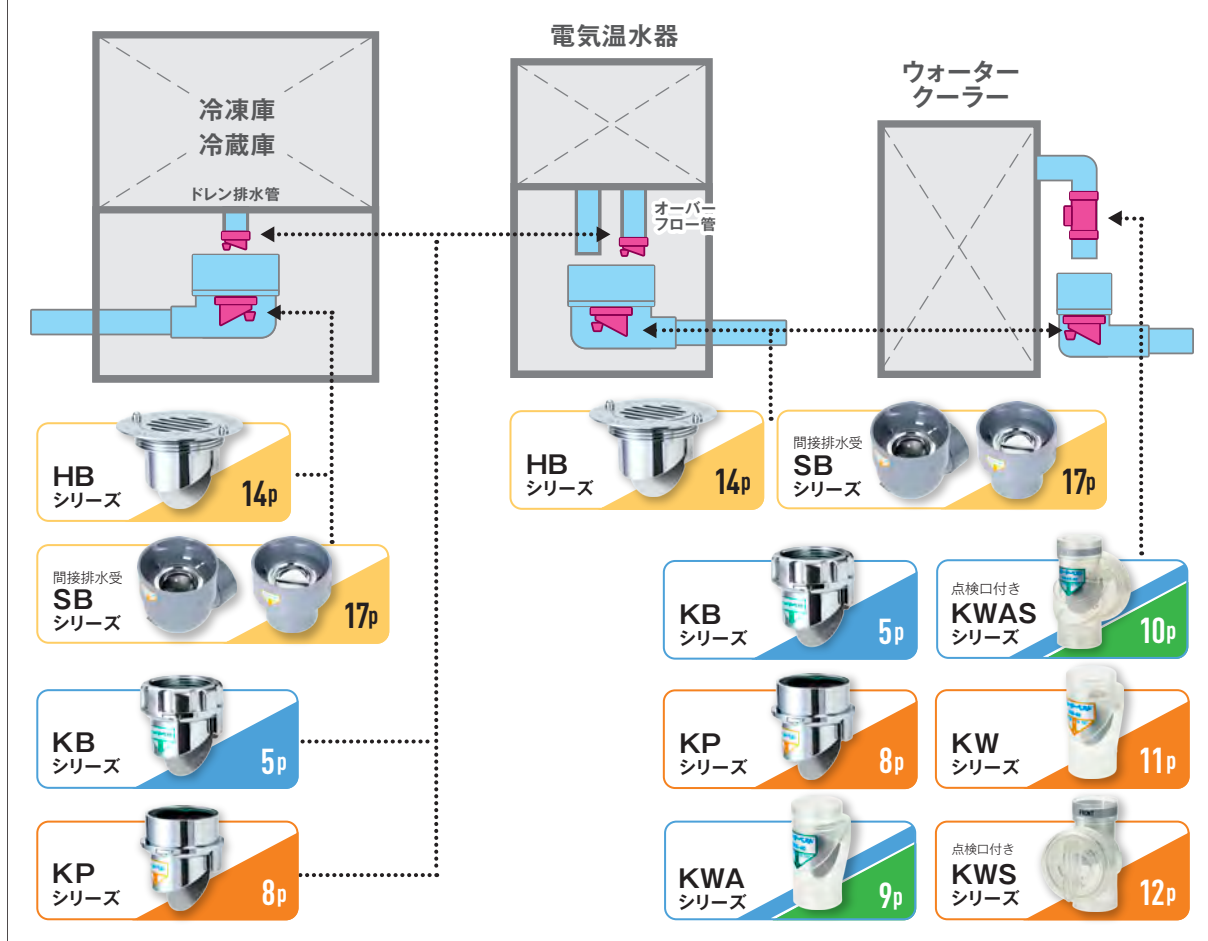 冷凍庫
冷蔵庫
ドレン排水管
電気温水器
オーバー
フロー管
ウォーター
クーラー
HB
シリーズ
14p
間接排水受
SB
シリーズ
17p
KB
シリーズ
5p
KP
シリーズ
8p
HB
シリーズ
14p
間接排水受
SB
シリーズ
17p
KB
シリーズ
5p
点検口付き
KWAS
シリーズ
10p
KP
シリーズ
8p
KW
シリーズ
11p
KWA
シリーズ
9p
点検口付き
KWS
シリーズ
12p